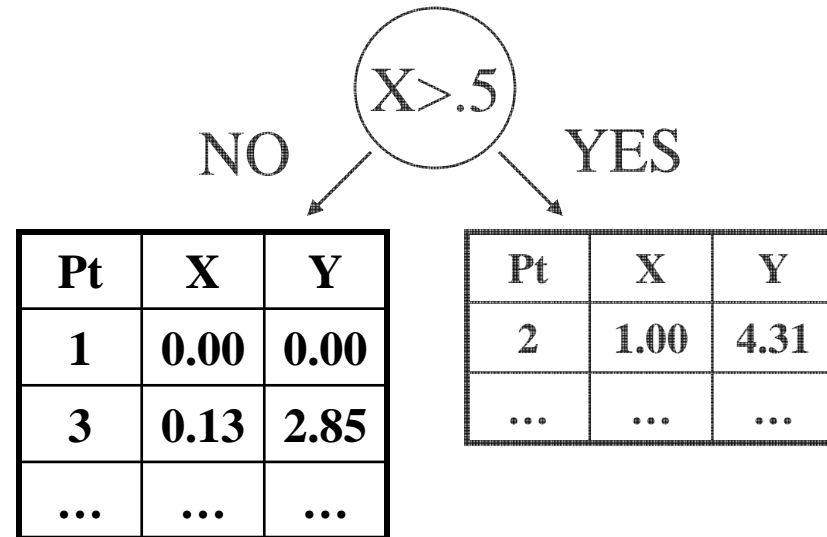 X>.5
NO
YES
Pt X Y
1 0.00 0.00
3 0.13 2.85
... ... ...
Pt X Y
2 1.00 4.31
... ... ...